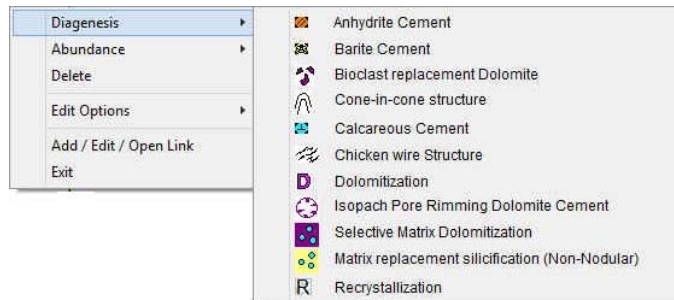 Diagenesis
Abundance
Delete
Edit Options
Add / Edit / Open Link
Exit
Anhydrite Cement
Barite Cement
Bioclast replacement Dolomite
Cone-in-cone structure
Calcareous Cement
Chicken wire Structure
D Dolomitization
Isopach Pore Rimming Dolomite Cement
Selective Matrix Dolomitization
Matrix replacement silicification (Non-Nodular)
R Recrystallization